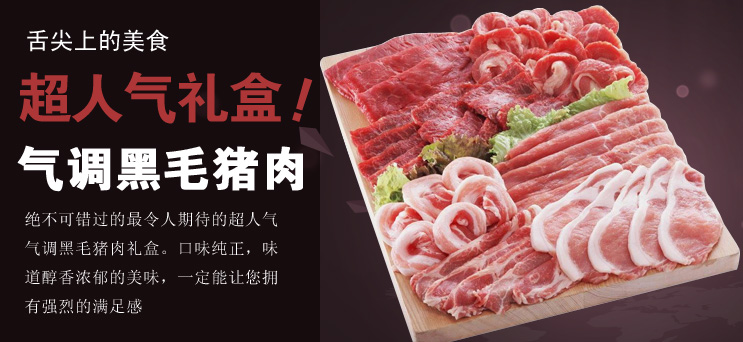 舌尖上的美食
超人气礼盒！
气调黑毛猪肉
绝不可错过的最令人期待的超人气
气调黑毛猪肉礼盒。口味纯正，味
道醇香浓郁的美味，一定能让您拥
有强烈的满足感